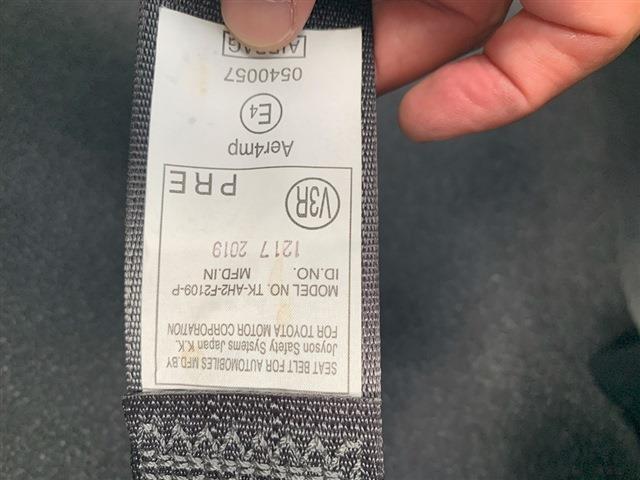 SEAT BELT FOR AUTOMOBILES MFD.BY
Joyson Safety Systems Japan K.K.
FOR TOYOTA MOTOR CORPORATION
MODEL NO. TK-AH2-F2109-P
ID.NO. MFD.IN
1217 2019
V3R PRE
Aer4mp
E4
0540057
AIRBAG